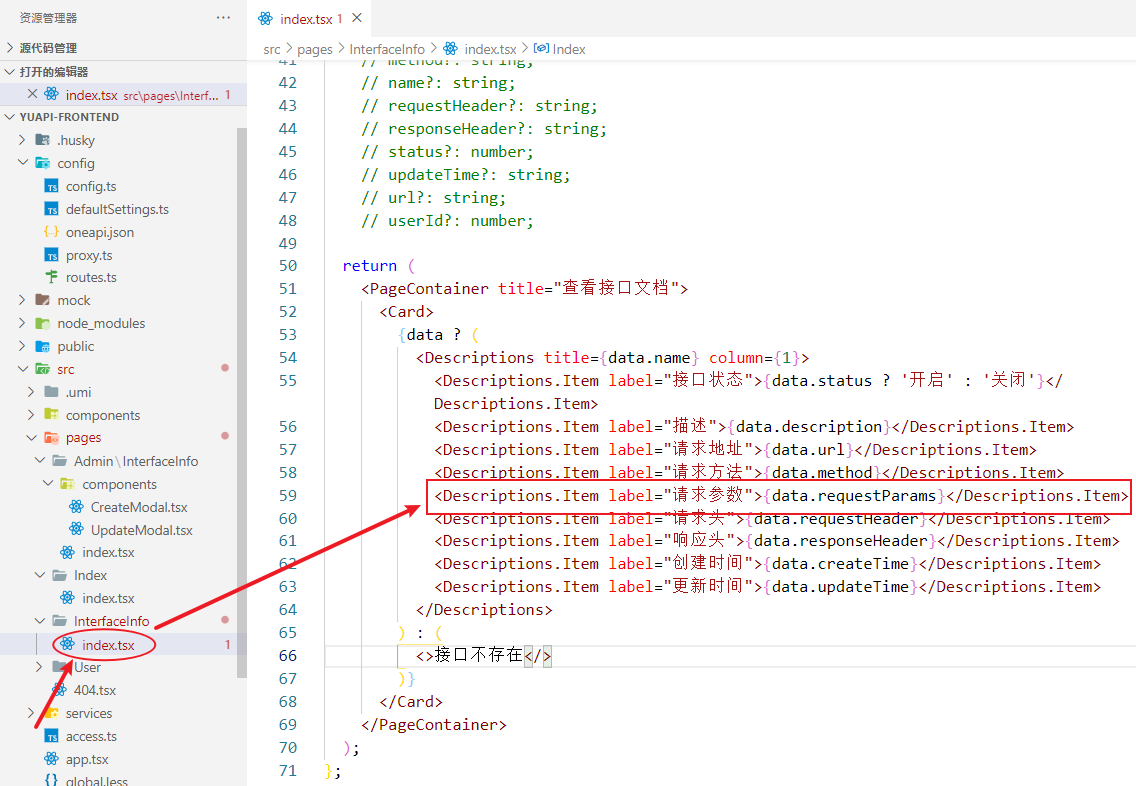 资源管理器
···
源代码管理
打开的编辑器
index.tsx src\pages\Interf... 1
YUAPI-FRONTEND
.husky
config
config.ts
defaultSettings.ts
oneapi.json
proxy.ts
routes.ts
mock
node_modules
public
src
.umi
components
pages
Admin\InterfaceInfo
components
CreateModal.tsx
UpdateModal.tsx
index.tsx
Index
index.tsx
InterfaceInfo
index.tsx 1
User
404.tsx
services
access.ts
app.tsx
global.less
index.tsx 1
src > pages > InterfaceInfo > index.tsx > Index
41 // method?: string;
42 // name?: string;
43 // requestHeader?: string;
44 // responseHeader?: string;
45 // status?: number;
46 // updateTime?: string;
47 // url?: string;
48 // userId?: number;
49
50 return (
51 <PageContainer title="查看接口文档">
52 <Card>
53 {data ? (
54 <Descriptions title={data.name} column={1}>
55 <Descriptions.Item label="接口状态">{data.status ? '开启' : '关闭'}</
Descriptions.Item>
56 <Descriptions.Item label="描述">{data.description}</Descriptions.Item>
57 <Descriptions.Item label="请求地址">{data.url}</Descriptions.Item>
58 <Descriptions.Item label="请求方法">{data.method}</Descriptions.Item>
59 <Descriptions.Item label="请求参数">{data.requestParams}</Descriptions.Item>
60 <Descriptions.Item label="请求头">{data.requestHeader}</Descriptions.Item>
61 <Descriptions.Item label="响应头">{data.responseHeader}</Descriptions.Item>
62 <Descriptions.Item label="创建时间">{data.createTime}</Descriptions.Item>
63 <Descriptions.Item label="更新时间">{data.updateTime}</Descriptions.Item>
64 </Descriptions>
65 ) : (
66 <>接口不存在</>
67 )}
68 </Card>
69 </PageContainer>
70 );
71 };